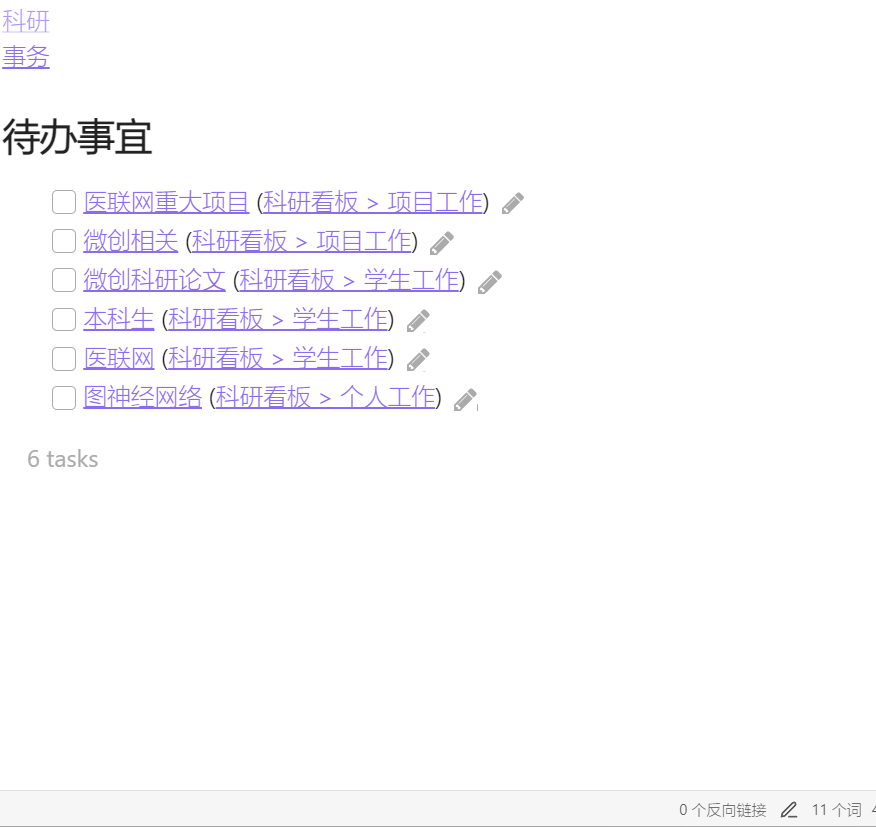 科研
事务
待办事宜
医联网重大项目 (科研看板 > 项目工作)
微创相关 (科研看板 > 项目工作)
微创科研论文 (科研看板 > 学生工作)
本科生 (科研看板 > 学生工作)
医联网 (科研看板 > 学生工作)
图神经网络 (科研看板 > 个人工作)
6 tasks
0 个反向链接 11 个词